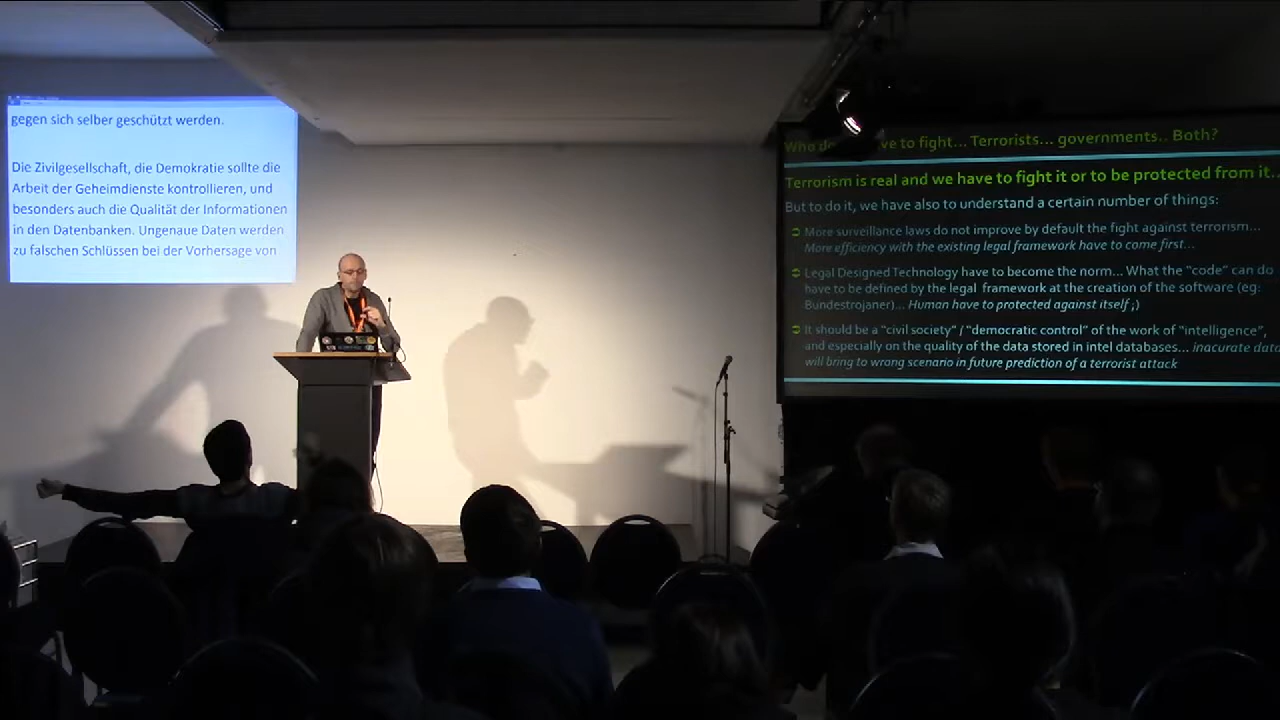 gegen sich selber geschützt werden.
Die Zivilgesellschaft, die Demokratie sollte die
Arbeit der Geheimdienste kontrollieren, und
besonders auch die Qualität der Informationen
in den Datenbanken. Ungenaue Daten werden
zu falschen Schlüssen bei der Vorhersage von
Who to fight... Terrorists... governments.. Both?
Terrorism is real and we have to fight it or to be protected from it..
But to do it, we have also to understand a certain number of things:
More surveillance laws do not improve by default the fight against terrorism...
More efficiency with the existing legal framework have to come first...
Legal Designed Technology have to become the norm... What the "code" can do
have to be defined by the legal framework at the creation of the software (eg:
Bundestrojaner)... Human have to protected against itself ;)
It should be a "civil society" / "democratic control" of the work of "intelligence",
and especially on the quality of the data stored in intel databases... inacurate data
will bring to wrong scenario in future prediction of a terrorist attack